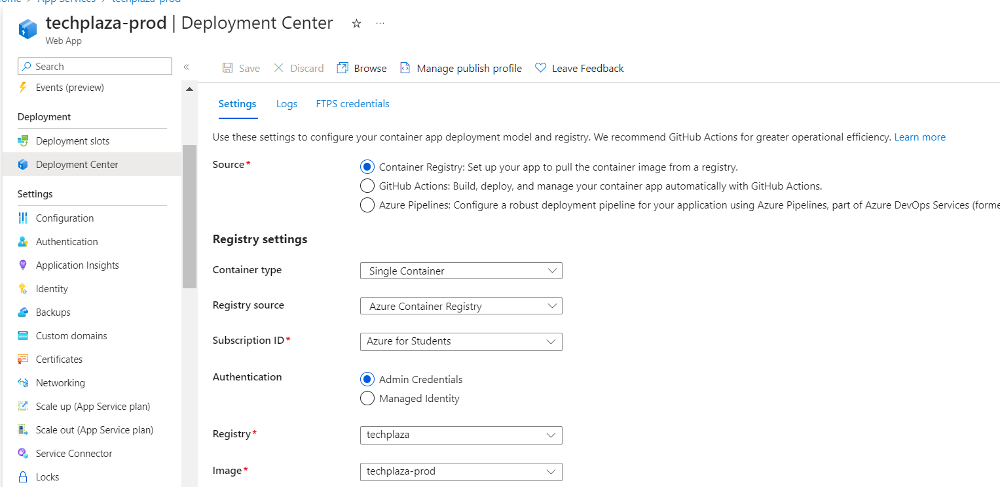 App Services > techplaza-prod
techplaza-prod | Deployment Center
Web App
Search
Events (preview)
Deployment
Deployment slots
Deployment Center
Settings
Configuration
Authentication
Application Insights
Identity
Backups
Custom domains
Certificates
Networking
Scale up (App Service plan)
Scale out (App Service plan)
Service Connector
Locks
Save Discard Browse Manage publish profile Leave Feedback
Settings Logs FTPS credentials
Use these settings to configure your container app deployment model and registry. We recommend GitHub Actions for greater operational efficiency. Learn more
Source*
Container Registry: Set up your app to pull the container image from a registry.
GitHub Actions: Build, deploy, and manage your container app automatically with GitHub Actions.
Azure Pipelines: Configure a robust deployment pipeline for your application using Azure Pipelines, part of Azure DevOps Services (forme
Registry settings
Container type Single Container
Registry source Azure Container Registry
Subscription ID* Azure for Students
Authentication
Admin Credentials
Managed Identity
Registry* techplaza
Image* techplaza-prod